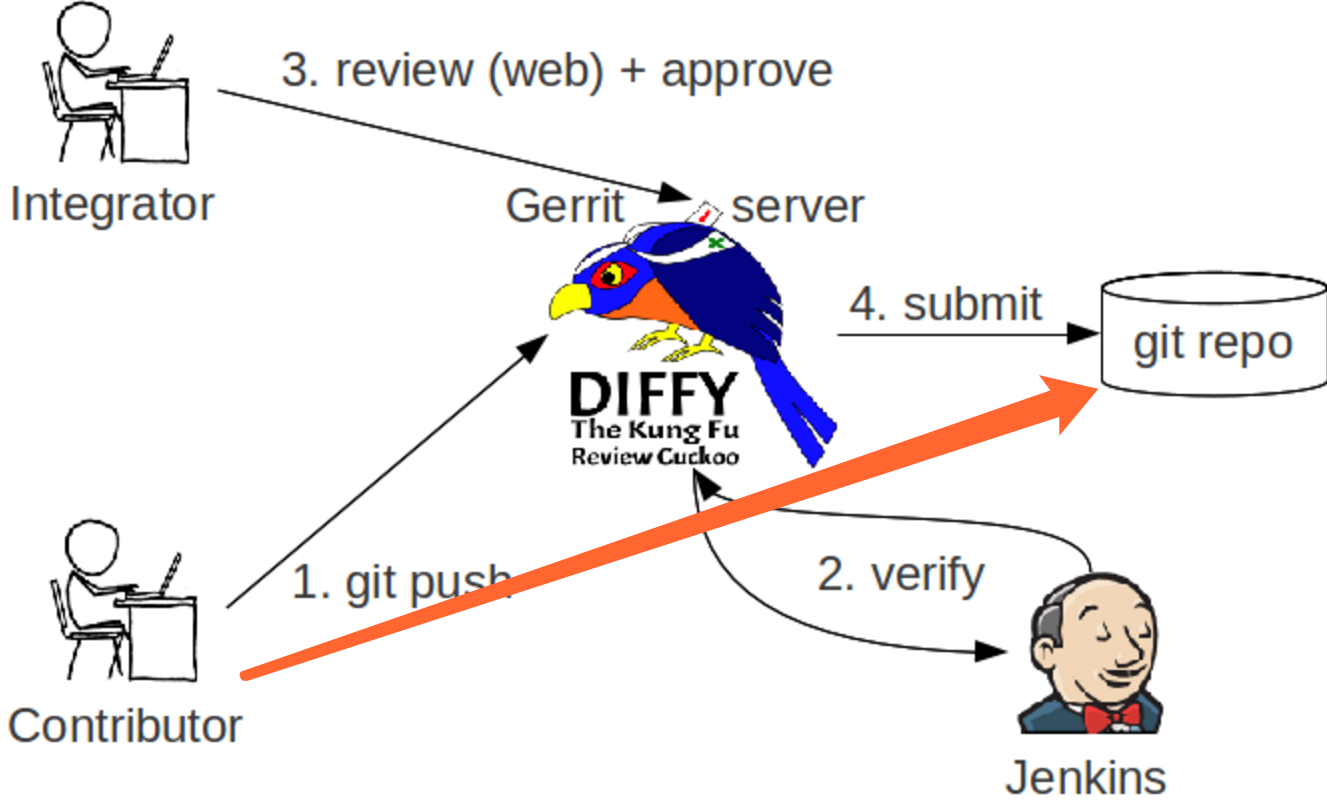 3. review (web) + approve
Integrator
Gerrit server
4. submit
git repo
DIFFY
The Kung Fu
Review Cuckoo
1. git push
2. verify
Contributor
Jenkins